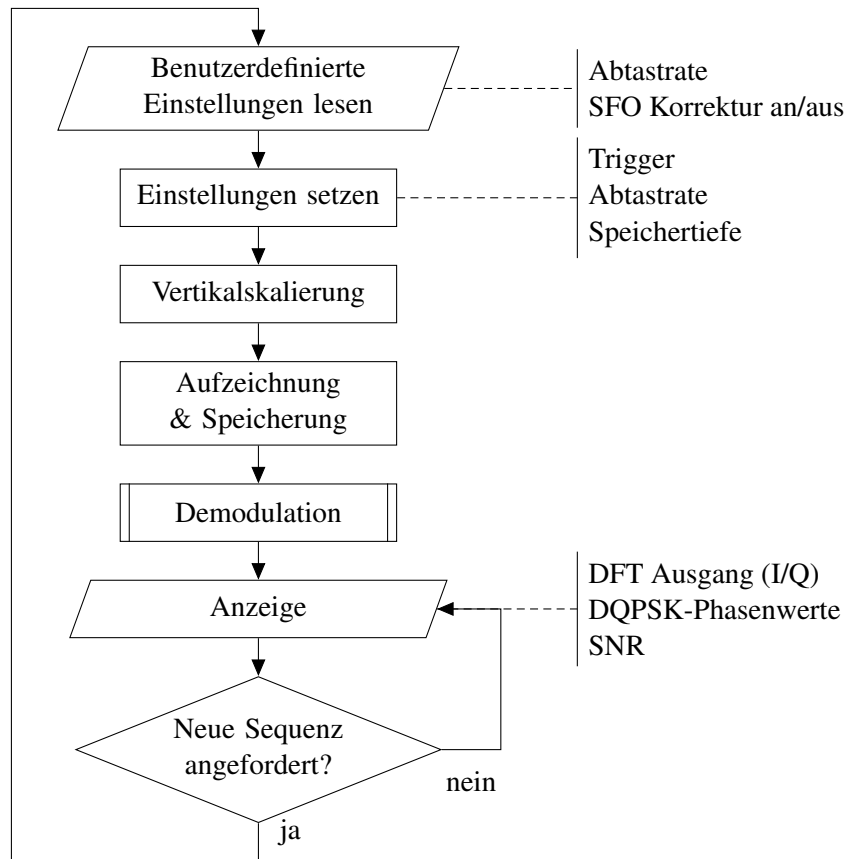 Benutzerdefinierte
Einstellungen lesen
Abtastrate
SFO Korrektur an/aus
Einstellungen setzen
Trigger
Abtastrate
Speichertiefe
Vertikalskalierung
Aufzeichnung
& Speicherung
Demodulation
Anzeige
DFT Ausgang (I/Q)
DQPSK-Phasenwerte
SNR
Neue Sequenz
angefordert?
nein
ja